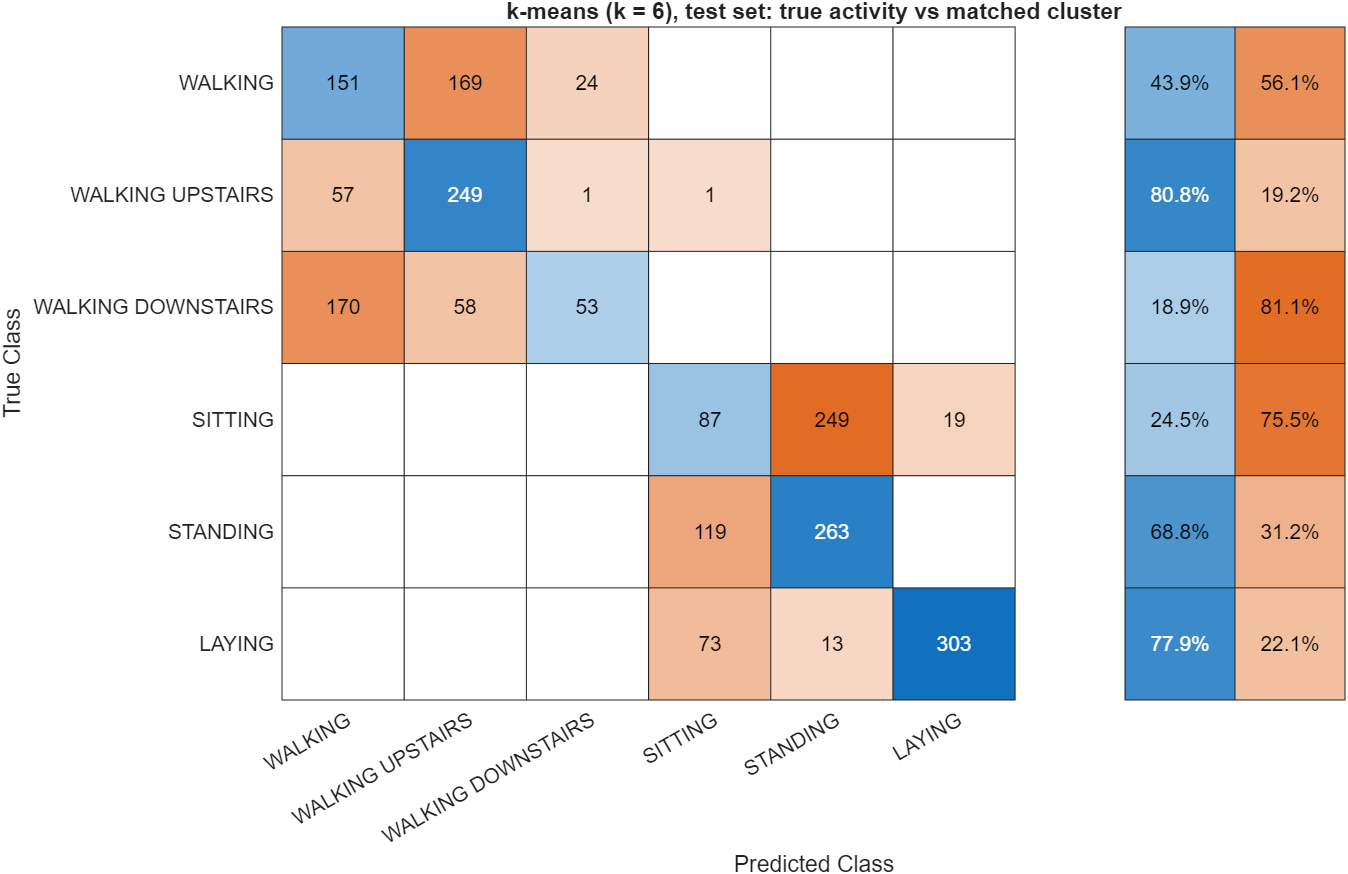 k-means (k = 6), test set: true activity vs matched cluster
True Class
WALKING 151 169 24 43.9% 56.1%
WALKING UPSTAIRS 57 249 1 1 80.8% 19.2%
WALKING DOWNSTAIRS 170 58 53 18.9% 81.1%
SITTING 87 249 19 24.5% 75.5%
STANDING 119 263 68.8% 31.2%
LAYING 73 13 303 77.9% 22.1%
WALKING
WALKING UPSTAIRS
WALKING DOWNSTAIRS
SITTING
STANDING
LAYING
Predicted Class